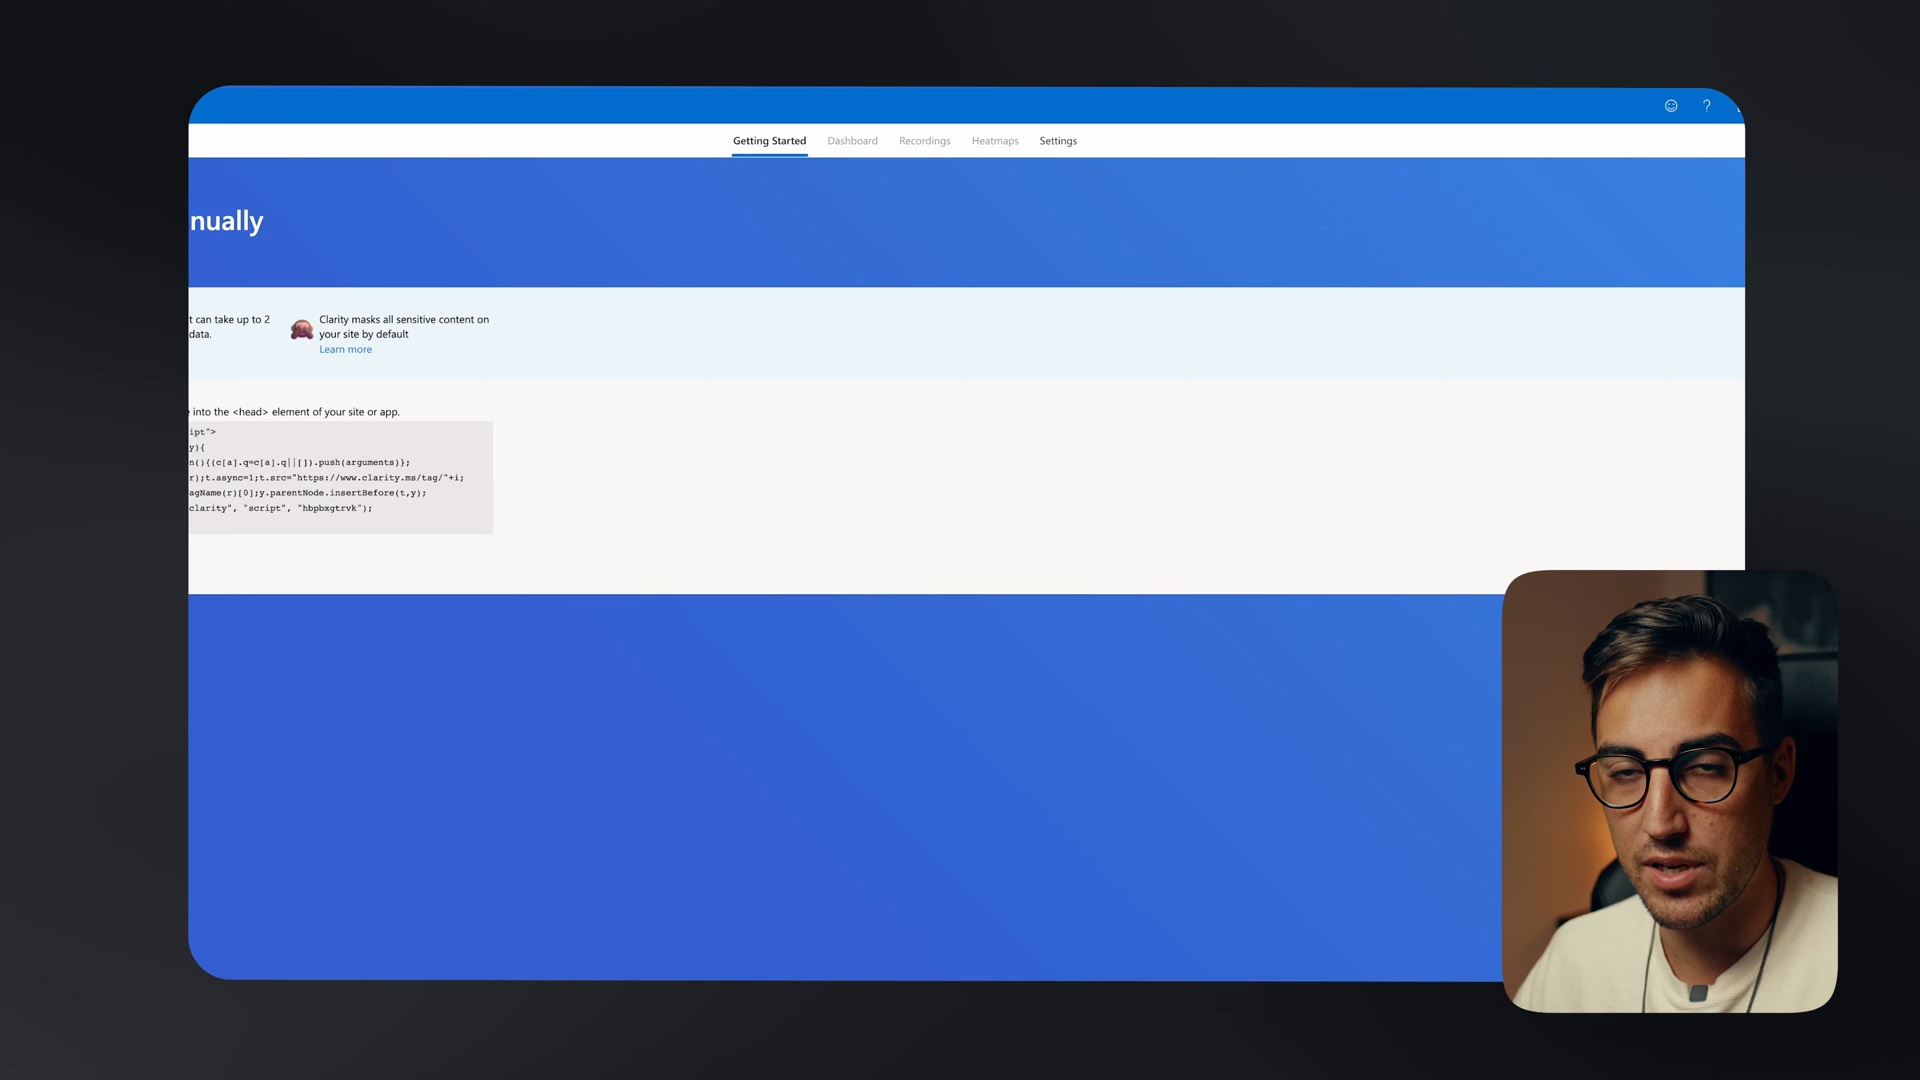 ?
Getting Started Dashboard Recordings Heatmaps Settings
nually
t can take up to 2
data.
Clarity masks all sensitive content on
your site by default
Learn more
into the <head> element of your site or app.
ipt">
y){
n(){(c[a].q=c[a].q||[]).push(arguments)};
r);t.async=1;t.src="https://www.clarity.ms/tag/"+i;
agName(r)[0];y.parentNode.insertBefore(t,y);
clarity", "script", "hbpbxgtrvk");